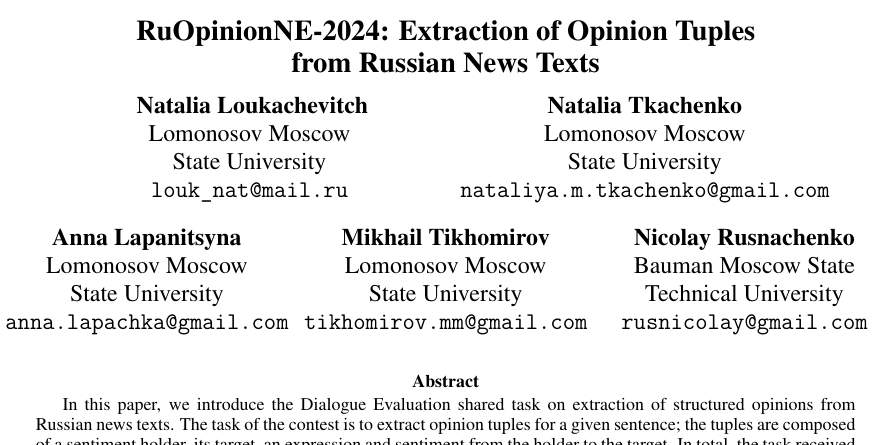 RuOpinionNE-2024: Extraction of Opinion Tuples
from Russian News Texts
Natalia Loukachevitch
Lomonosov Moscow
State University
louk_nat@mail.ru
Natalia Tkachenko
Lomonosov Moscow
State University
nataliya.m.tkachenko@gmail.com
Anna Lapanitsyna
Lomonosov Moscow
State University
anna.lapachka@gmail.com
Mikhail Tikhomirov
Lomonosov Moscow
State University
tikhomirov.mm@gmail.com
Nicolay Rusnachenko
Bauman Moscow State
Technical University
rusnicolay@gmail.com
Abstract
In this paper, we introduce the Dialogue Evaluation shared task on extraction of structured opinions from
Russian news texts. The task of the contest is to extract opinion tuples for a given sentence; the tuples are composed
of a sentiment holder, its target, an expression and sentiment from the holder to the target. In total, the task received